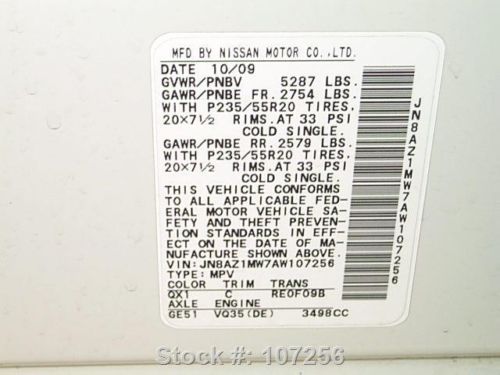 MFD BY NISSAN MOTOR CO.,LTD.
DATE 10/09
GVWR/PNBV 5287 LBS.
GAWR/PNBE FR. 2754 LBS.
WITH P235/55R20 TIRES,
20×7½ RIMS. AT 33 PSI
COLD SINGLE.
GAWR/PNBE RR. 2579 LBS.
WITH P235/55R20 TIRES,
20×7½ RIMS. AT 33 PSI
COLD SINGLE.
THIS VEHICLE CONFORMS
TO ALL APPLICABLE FED-
ERAL MOTOR VEHICLE SA-
FETY AND THEFT PREVEN-
TION STANDARDS IN EFF-
ECT ON THE DATE OF MA-
NUFACTURE SHOWN ABOVE.
VIN:JN8AZ1MW7AW107256
TYPE: MPV
COLOR TRIM TRANS
QX1 C RE0F09B
AXLE ENGINE
GE51 VQ35(DE) 3498CC
JN8AZ1MW7AW107256
Stock #: 107256